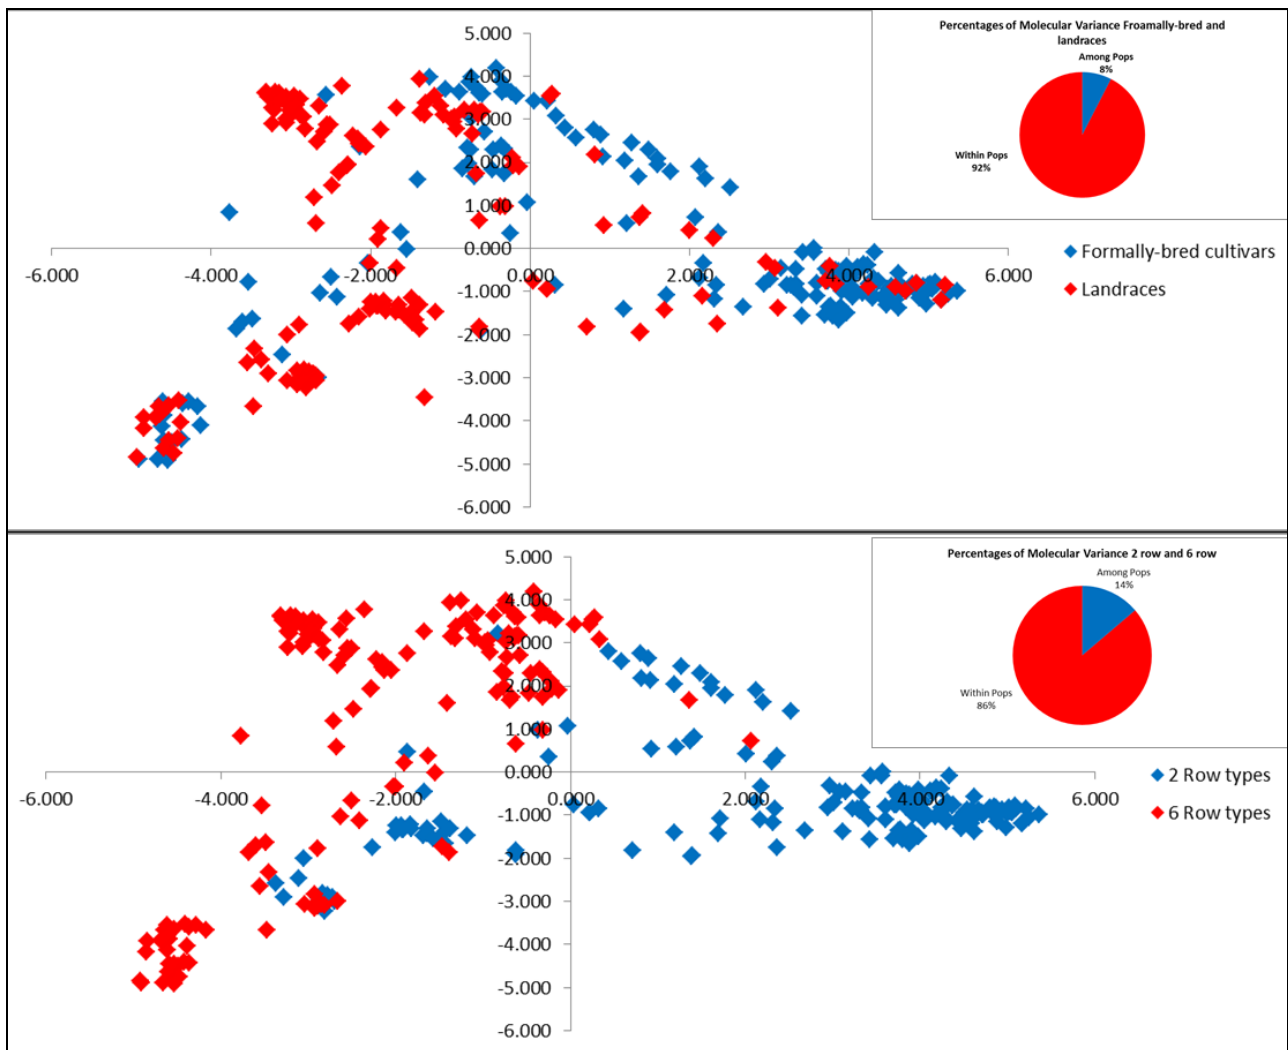 5.000
Percentages of Molecular Variance Froamally-bred and
landraces
4.000
Among Pops
8%
3.000
Within Pops
92%
2.000
1.000
0.000
Formally-bred cultivars
-6.000 -4.000 -2.000 0.000 2.000 4.000 6.000
-1.000
Landraces
-2.000
-3.000
-4.000
-5.000
-6.000
5.000
Percentages of Molecular Variance 2 row and 6 row
Among Pops
14%
4.000
3.000
Within Pops
86%
2.000
1.000
0.000
2 Row types
-6.000 -4.000 -2.000 0.000 2.000 4.000 6.000
-1.000
6 Row types
-2.000
-3.000
-4.000
-5.000
-6.000